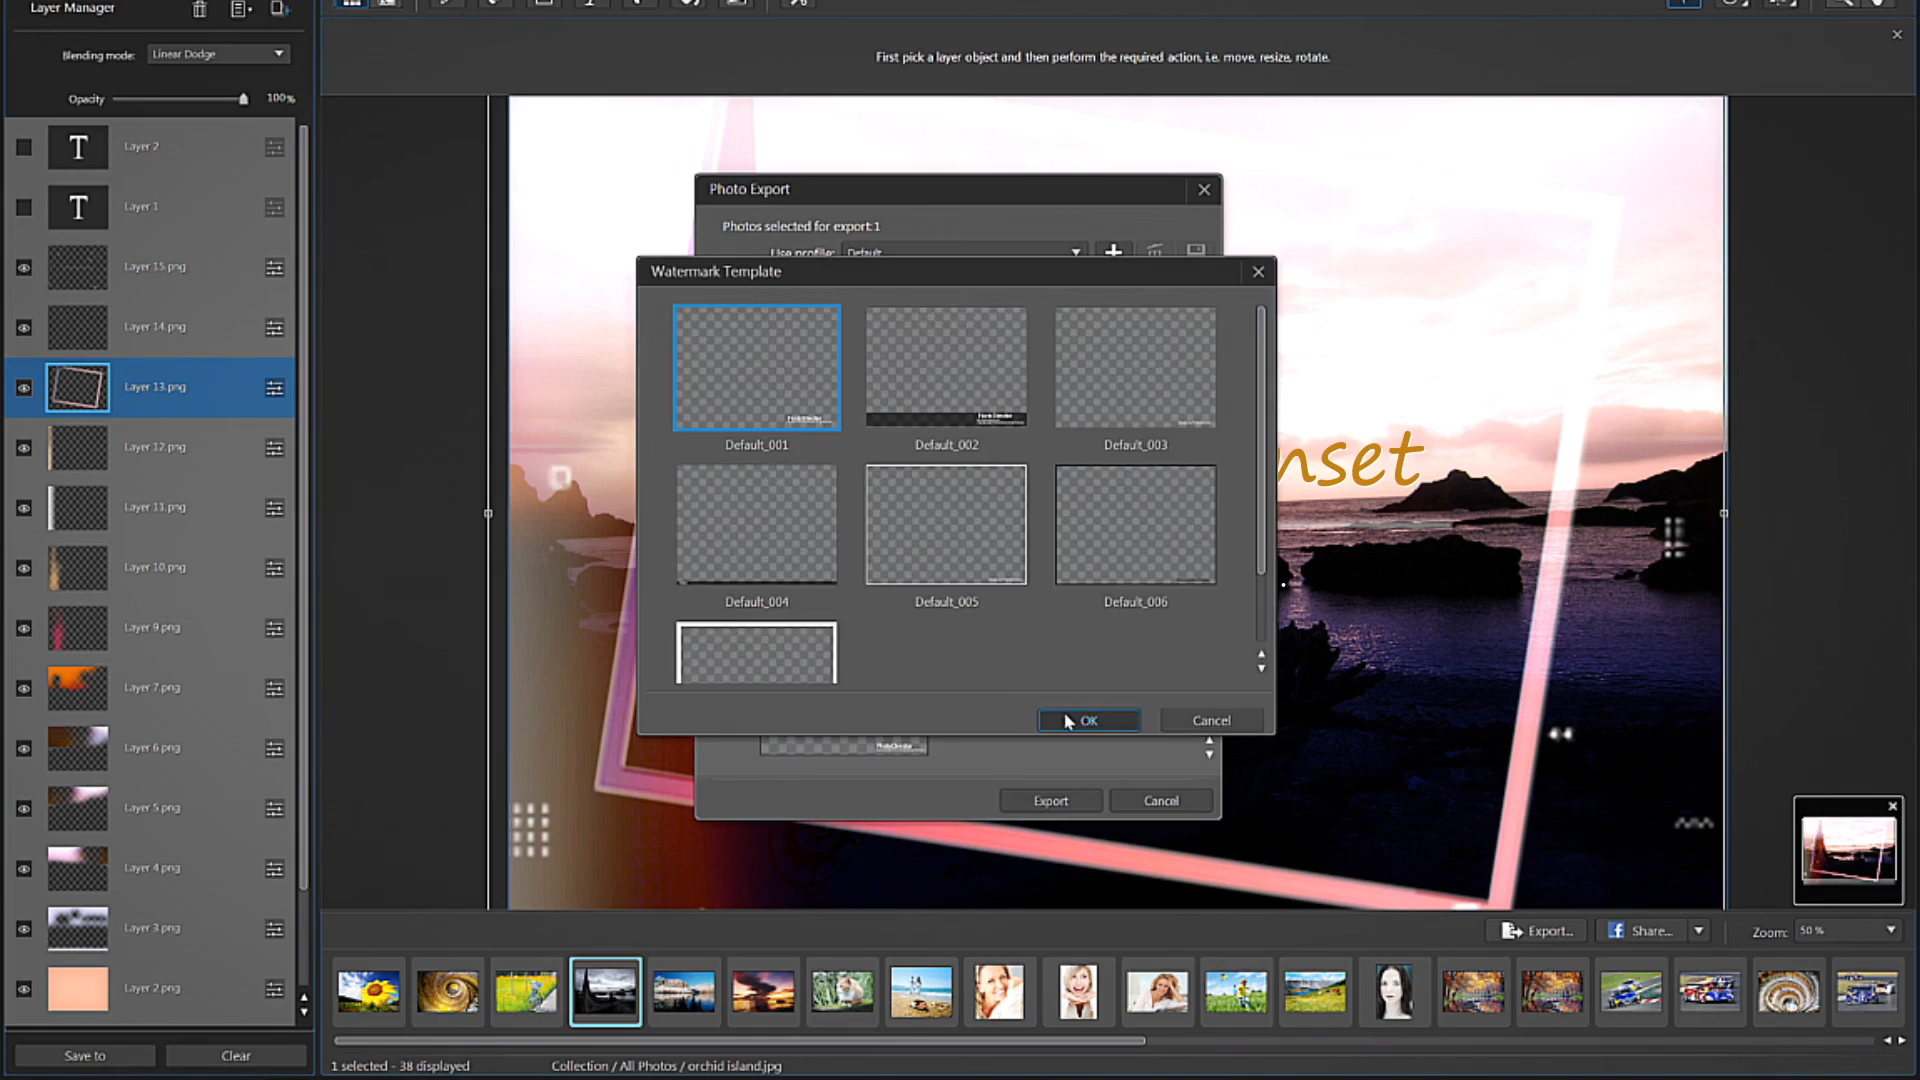 Layer Manager
Blending mode: Linear Dodge
Opacity 100%
T Layer 2
T Layer 1
Layer 15.png
Layer 14.png
Layer 13.png
Layer 12.png
Layer 11.png
Layer 10.png
Layer 9.png
Layer 7.png
Layer 6.png
Layer 5.png
Layer 4.png
Layer 3.png
Layer 2.png
Save to Clear
First pick a layer object and then perform the required action, i.e. move, resize, rotate.
Photo Export
Photos selected for export:1
Use profile: Default
Watermark Template
Default_001 Default_002 Default_003
Default_004 Default_005 Default_006
OK Cancel
PhotoDirector
Export Cancel
nset
Export... Share... Zoom: 50 %
1 selected - 38 displayed Collection / All Photos / orchid island.jpg